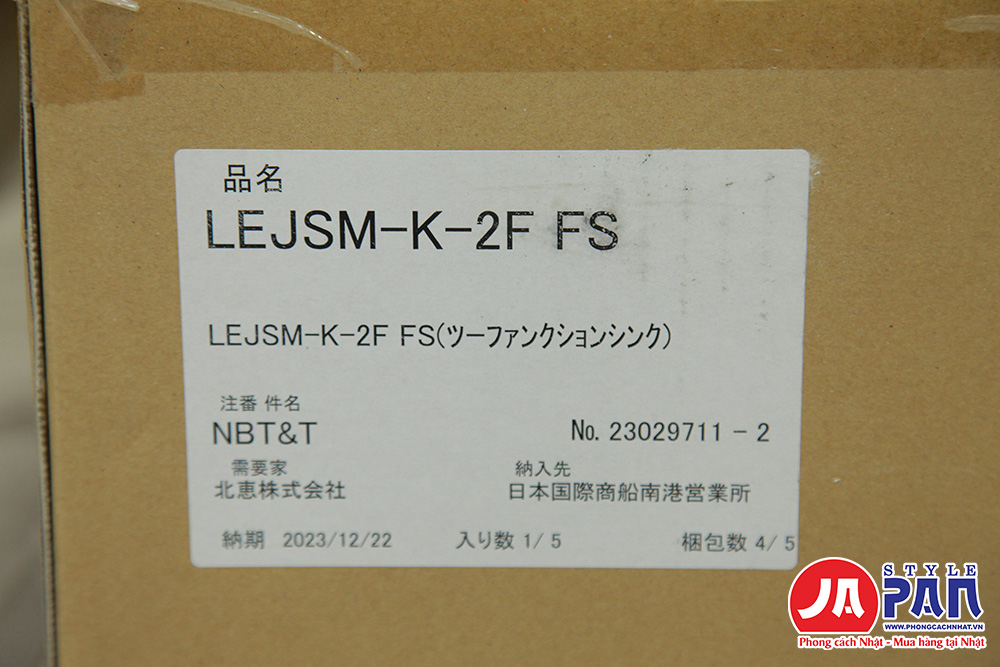 品名
LEJSM-K-2F FS
LEJSM-K-2F FS(ツーファンクションシンク)
注番 件名
NBT&T
No. 23029711 - 2
需要家
納入先
北恵株式会社
日本国際商船南港営業所
納期 2023/12/22 入り数 1/ 5 梱包数 4/ 5
STYLE
JAPAN
WWW.PHONGCACHNHAT.VN
Phong cách Nhật - Mua hàng tại Nhật